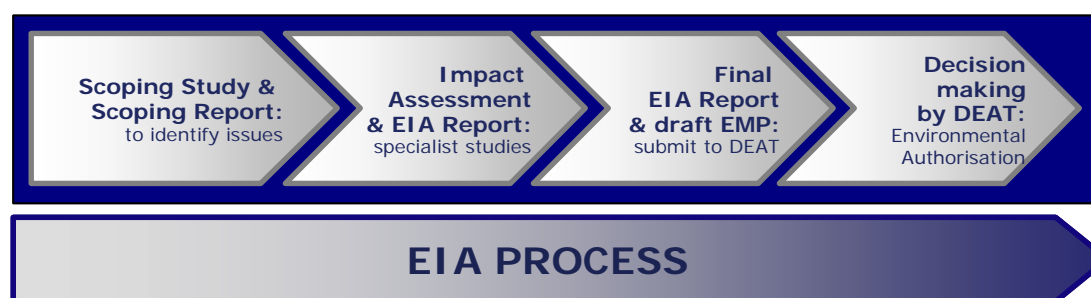 Scoping Study &
Scoping Report:
to identify issues
Impact
Assessment
& EIA Report:
specialist studies
Final
EIA Report
& draft EMP:
submit to DEAT
Decision
making
by DEAT:
Environmental
Authorisation
EIA PROCESS